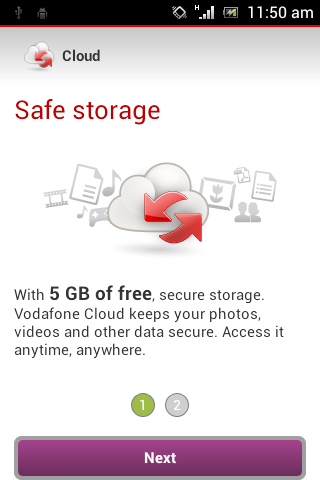 H 11:50 am
Cloud
Safe storage
With 5 GB of free, secure storage.
Vodafone Cloud keeps your photos,
videos and other data secure. Access it
anytime, anywhere.
1 2
Next